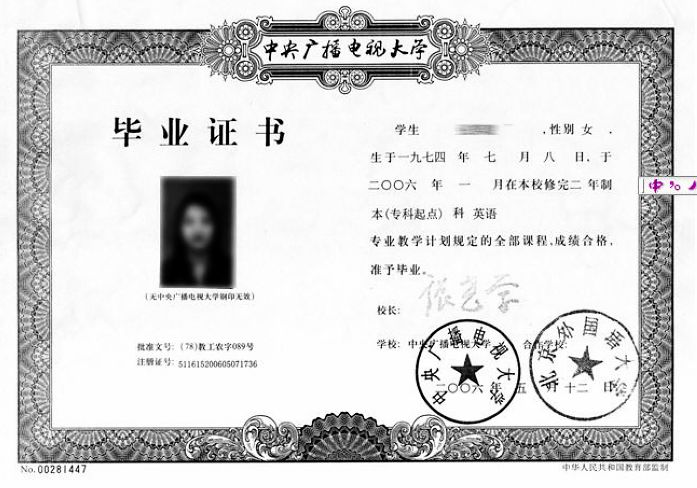 中央广播电视大学
毕业证书
学生 ,性别 女 ,
生于一九七四 年 七 月 八 日,于
二〇〇六 年 一 月在本校修完二年制
本(专科起点) 科 英语
专业教学计划规定的全部课程,成绩合格,
准予毕业。
(无中央广播电视大学钢印无效)
校长:
批准文号: (78)教工农字089号
注册证号: 511615200605071736
学校: 中央广播电视大学 合作学校:
中央广播电视大学
北京外国语大学
二〇〇六 年 五 月 十二 日
No.00281447
中华人民共和国教育部监制